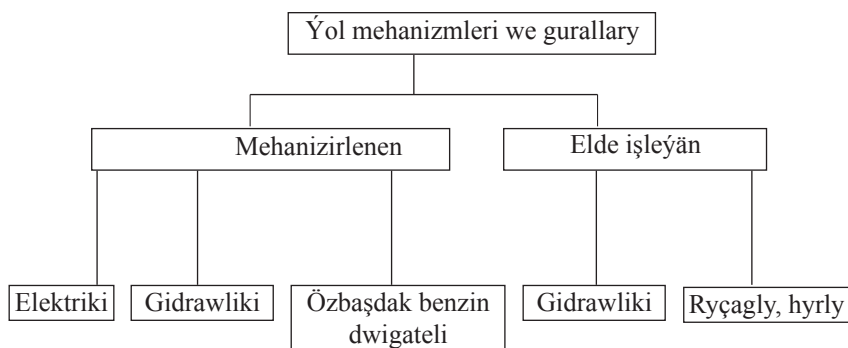 Ýol mehanizmleri we gurallary
Mehanizirlenen
Elde işleýän
Elektriki
Gidrawliki
Özbaşdak benzin
dwigateli
Gidrawliki
Ryçagly, hyrly